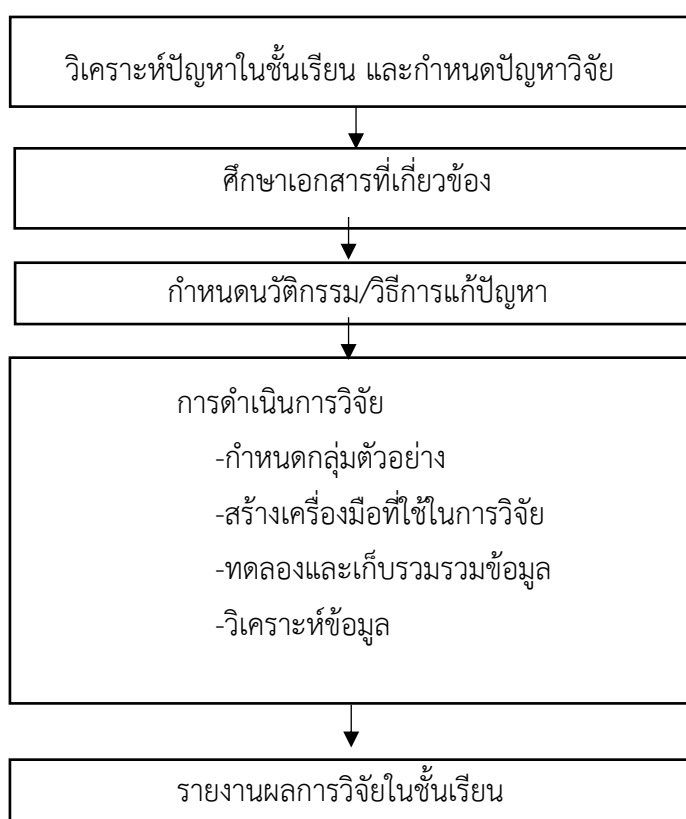 วิเคราะห์ปัญหาในชั้นเรียน และกำหนดปัญหาวิจัย
ศึกษาเอกสารที่เกี่ยวข้อง
กำหนดนวัติกรรม/วิธีการแก้ปัญหา
การดำเนินการวิจัย
-กำหนดกลุ่มตัวอย่าง
-สร้างเครื่องมือที่ใช้ในการวิจัย
-ทดลองและเก็บรวมรวมข้อมูล
-วิเคราะห์ข้อมูล
รายงานผลการวิจัยในชั้นเรียน